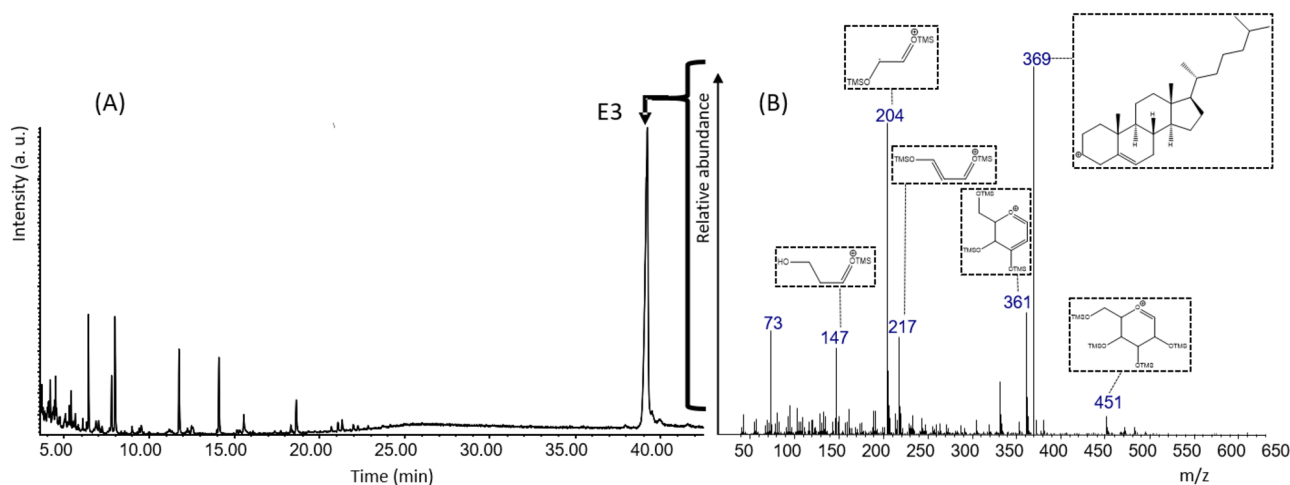 (A)
E3
Intensity (a. u.)
5.00 10.00 15.00 20.00 25.00 30.00 35.00 40.00
Time (min)
(B)
Relative abundance
TMSO OTMS
204
369
TMSO OTMS
217
OTMS
TMSO
OTMS
361
HO OTMS
147
73
H
H H
O
TMSO
TMSO OTMS
OTMS
451
50 100 150 200 250 300 350 400 450 500 550 600 650
m/z